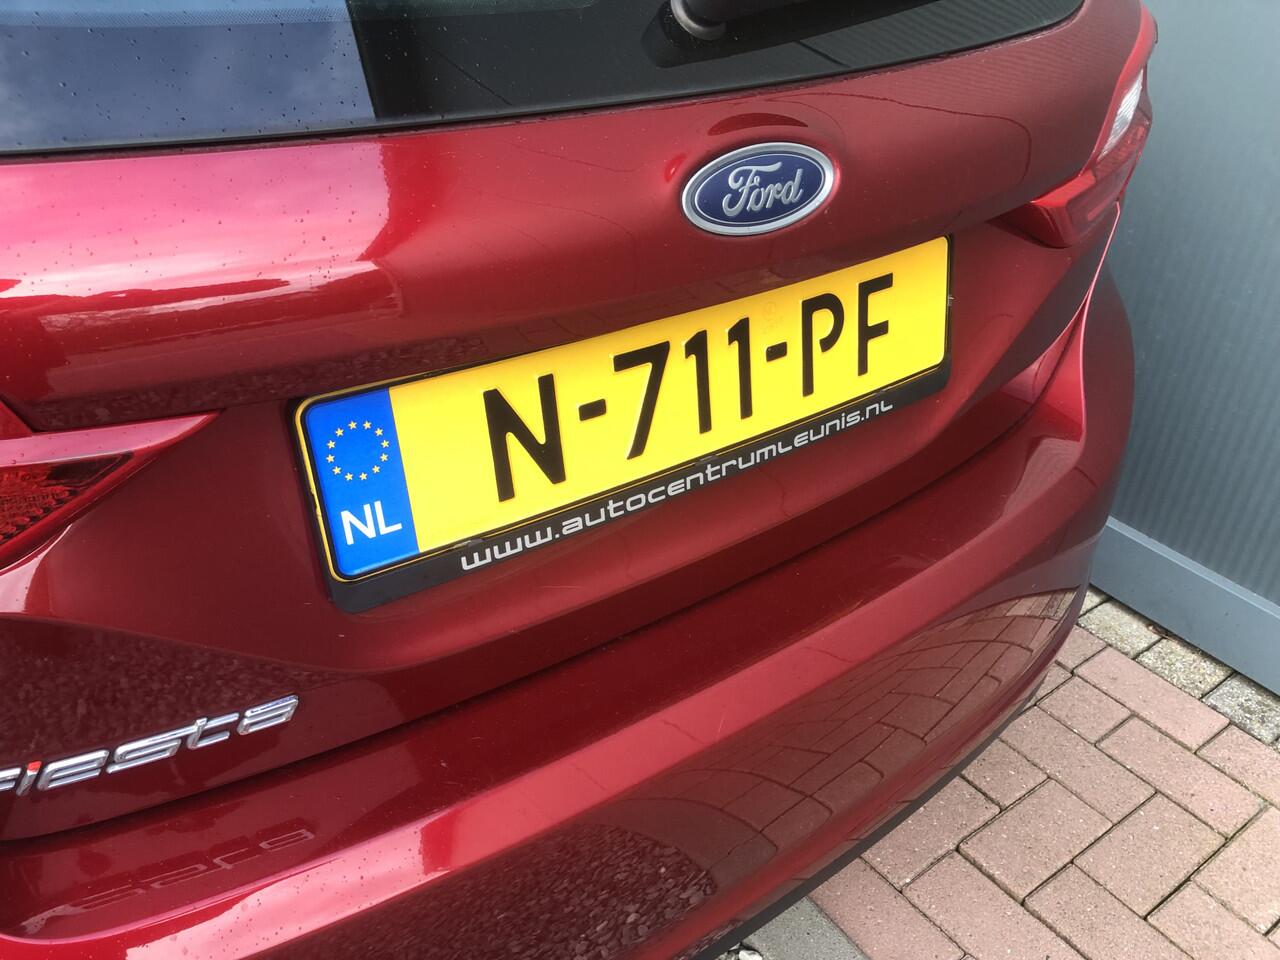 Ford
NL N-711-PF
www.autocentrumleunis.nl
Fiesta